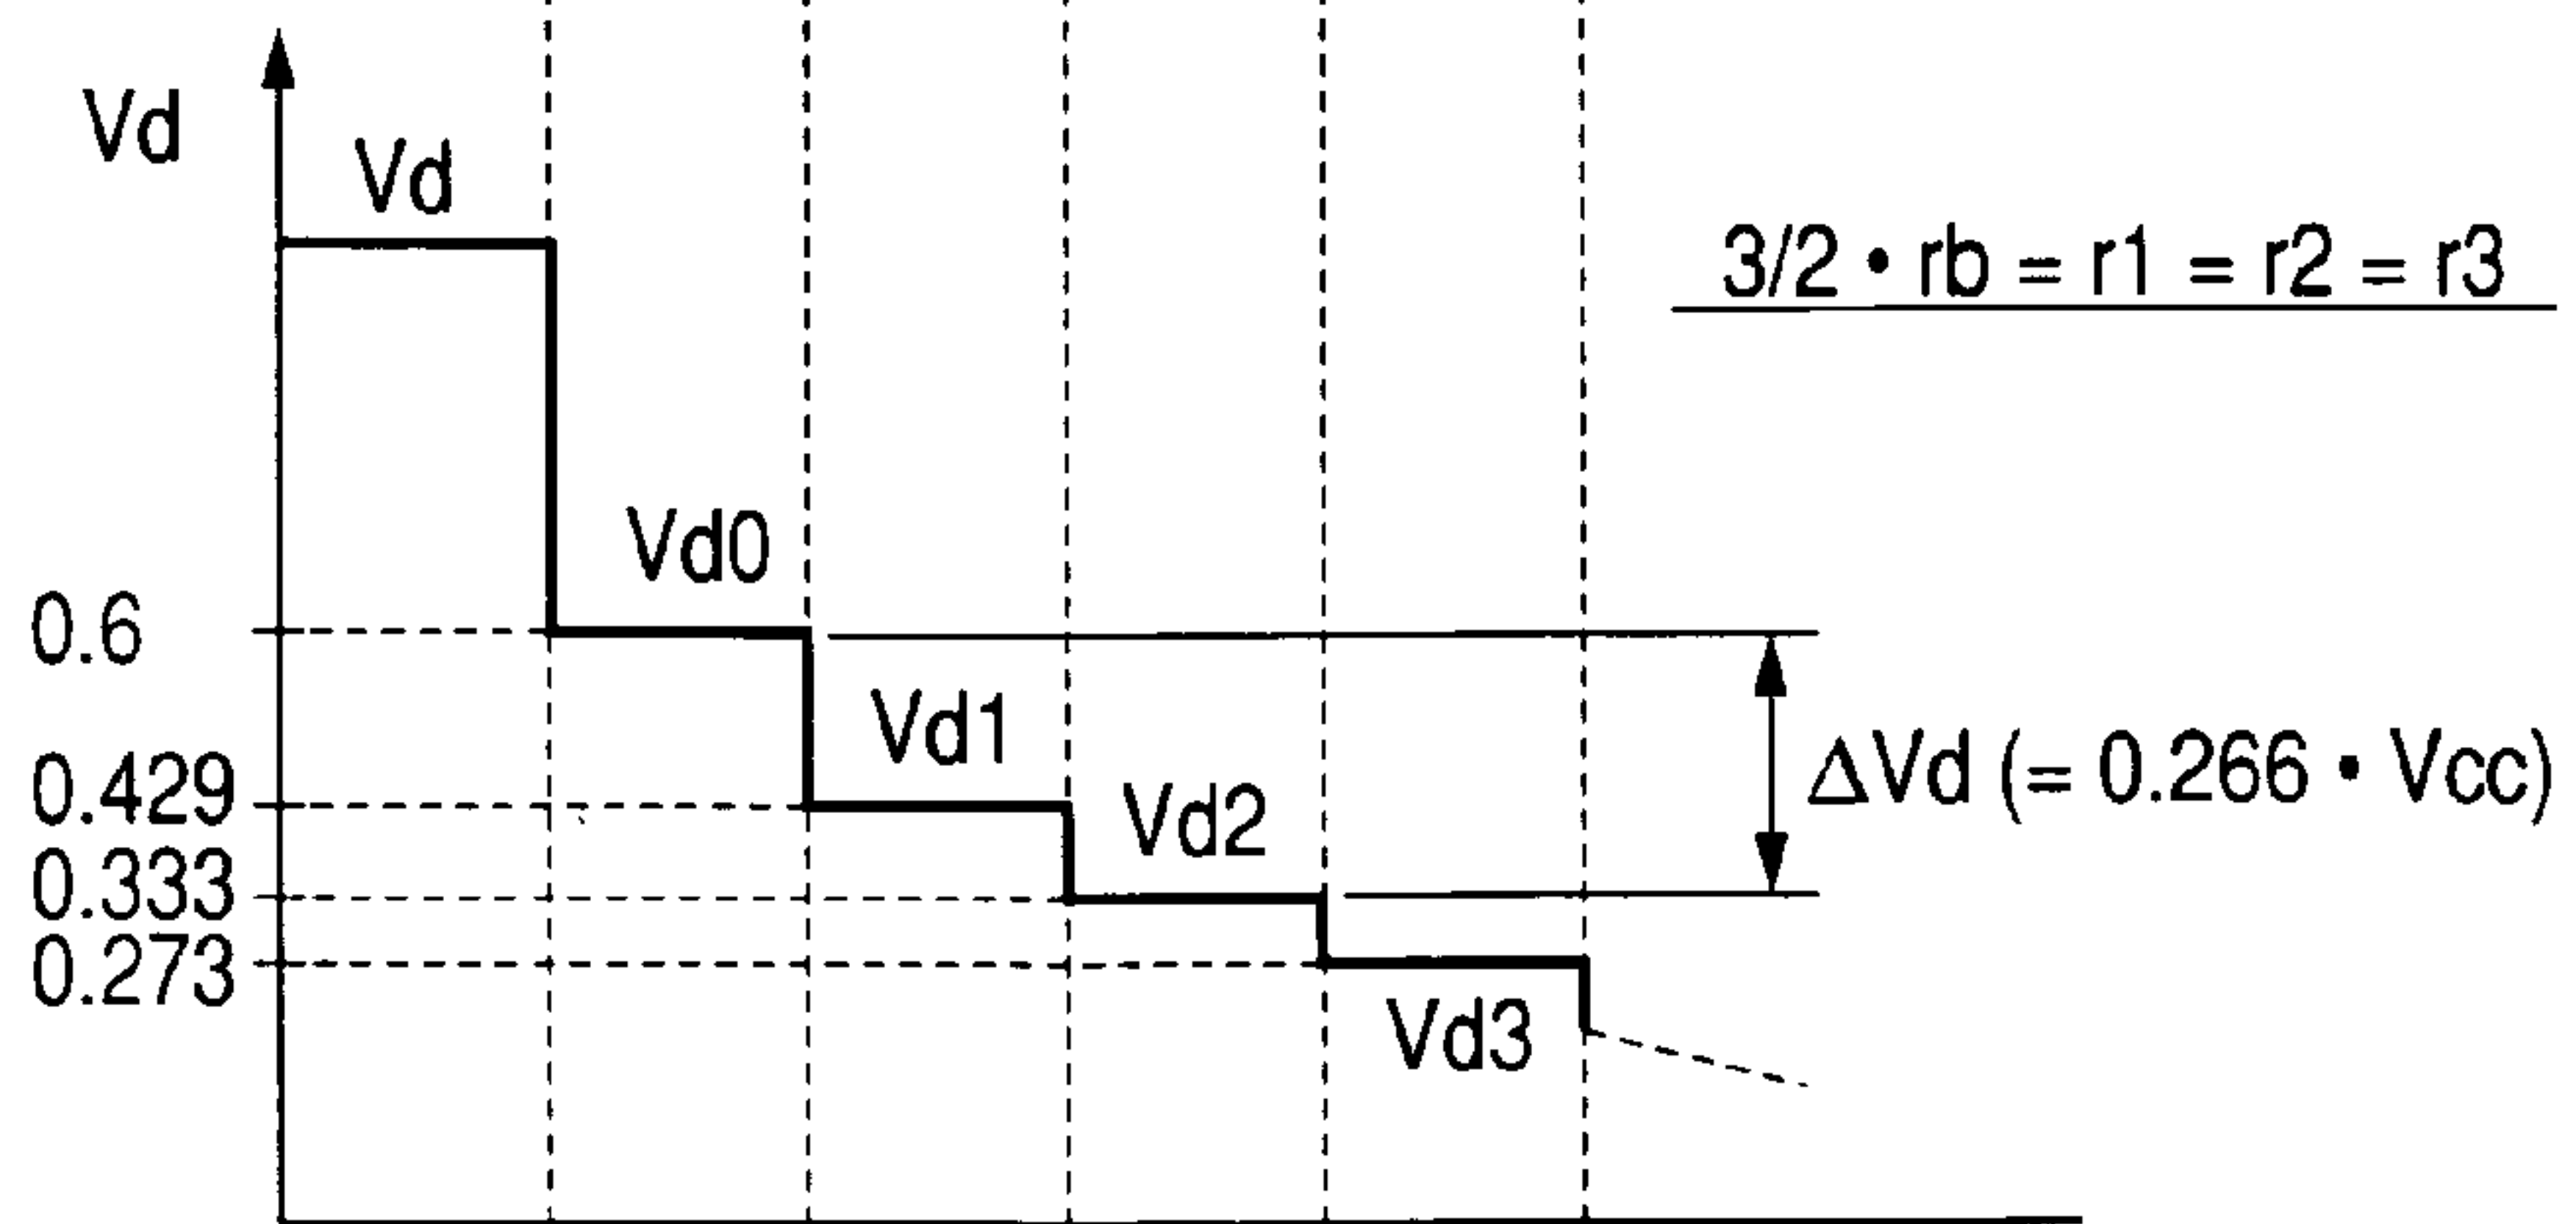 Vd
Vd
3/2 • rb = r1 = r2 = r3
Vd0
0.6
Vd1
ΔVd (= 0.266 • Vcc)
0.429
Vd2
0.333
0.273
Vd3